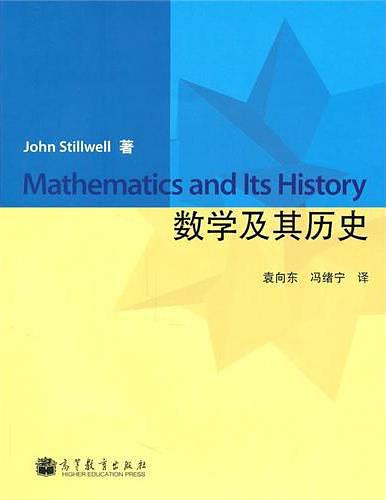 John Stillwell 著
Mathematics and Its History
数学及其历史
袁向东 冯绪宁 译
高等教育出版社
HIGHER EDUCATION PRESS